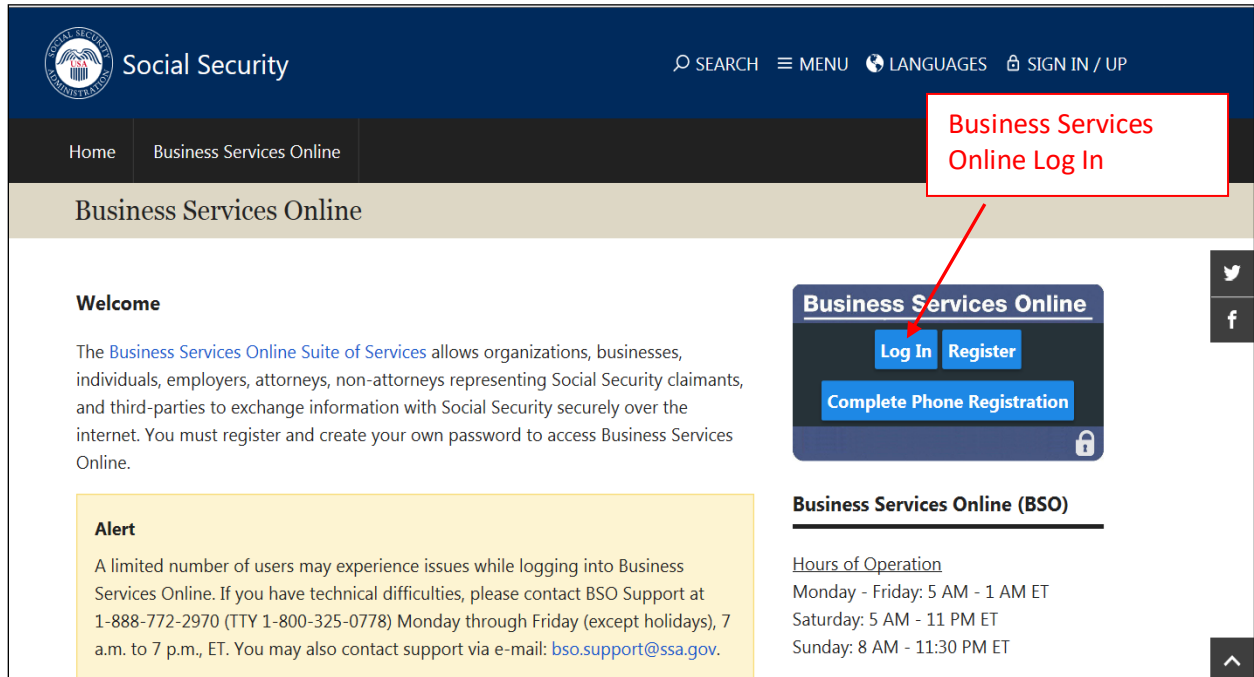 SOCIAL SECURITY ADMINISTRATION
USA
Social Security
SEARCH MENU LANGUAGES SIGN IN / UP
Business Services
Online Log In
Home Business Services Online
Business Services Online
Welcome
The Business Services Online Suite of Services allows organizations, businesses,
individuals, employers, attorneys, non-attorneys representing Social Security claimants,
and third-parties to exchange information with Social Security securely over the
internet. You must register and create your own password to access Business Services
Online.
Alert
A limited number of users may experience issues while logging into Business
Services Online. If you have technical difficulties, please contact BSO Support at
1-888-772-2970 (TTY 1-800-325-0778) Monday through Friday (except holidays), 7
a.m. to 7 p.m., ET. You may also contact support via e-mail: bso.support@ssa.gov.
Business Services Online
Log In Register
Complete Phone Registration
Business Services Online (BSO)
Hours of Operation
Monday - Friday: 5 AM - 1 AM ET
Saturday: 5 AM - 11 PM ET
Sunday: 8 AM - 11:30 PM ET